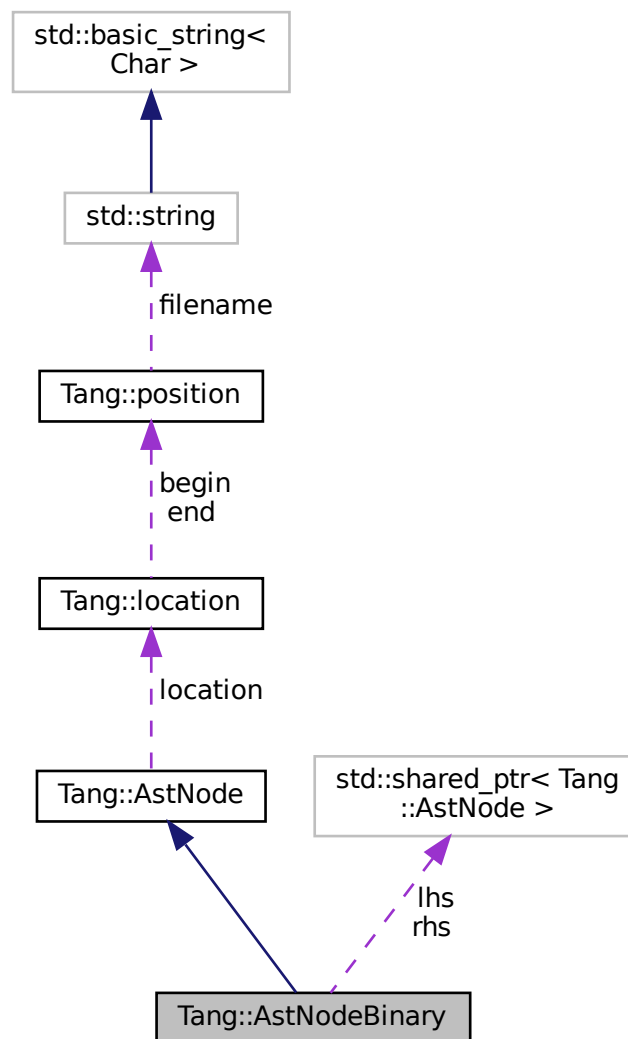 std::basic_string<
Char >
std::string
filename
Tang::position
begin
end
Tang::location
location
Tang::AstNode
std::shared_ptr< Tang
::AstNode >
lhs
rhs
Tang::AstNodeBinary